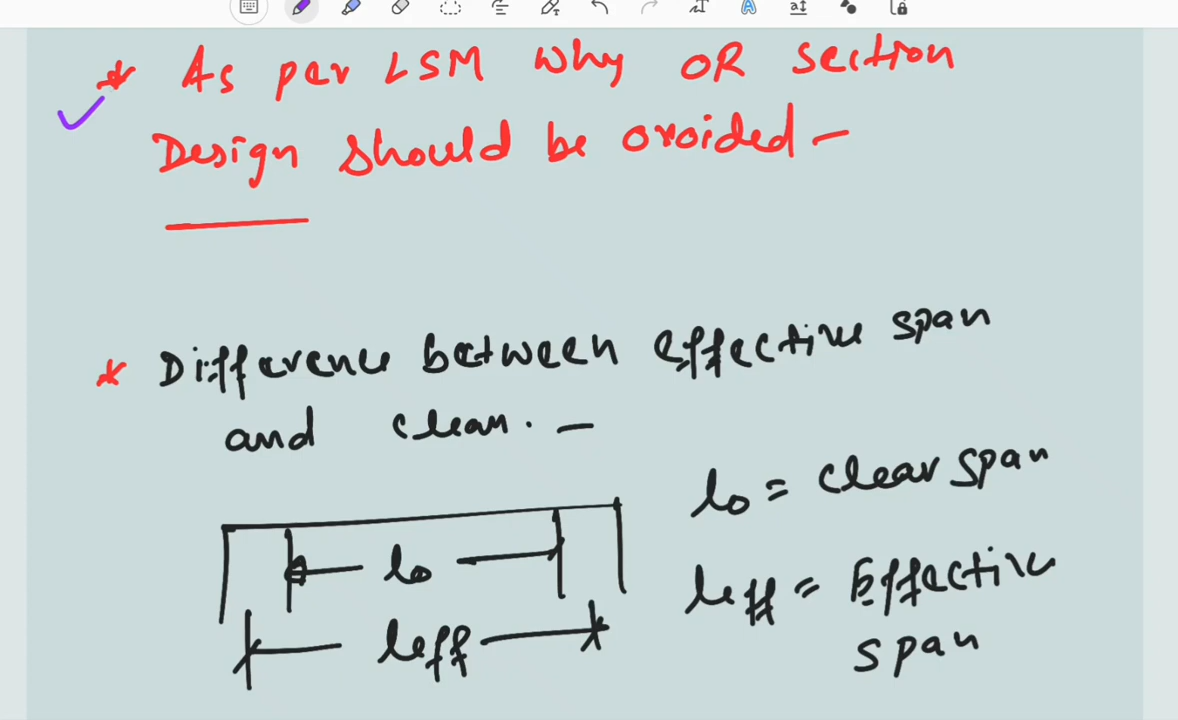 * As per LSM Why OR section
Design should be avoided -
* Difference between effective span
and clear. -
lo = clear span
lo
leff = Effective
span
leff